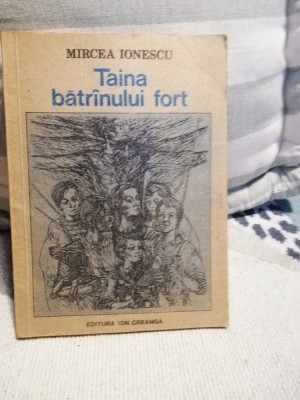 MIRCEA IONESCU
Taina
bătrînului fort
EDITURA ION CREANGĂ